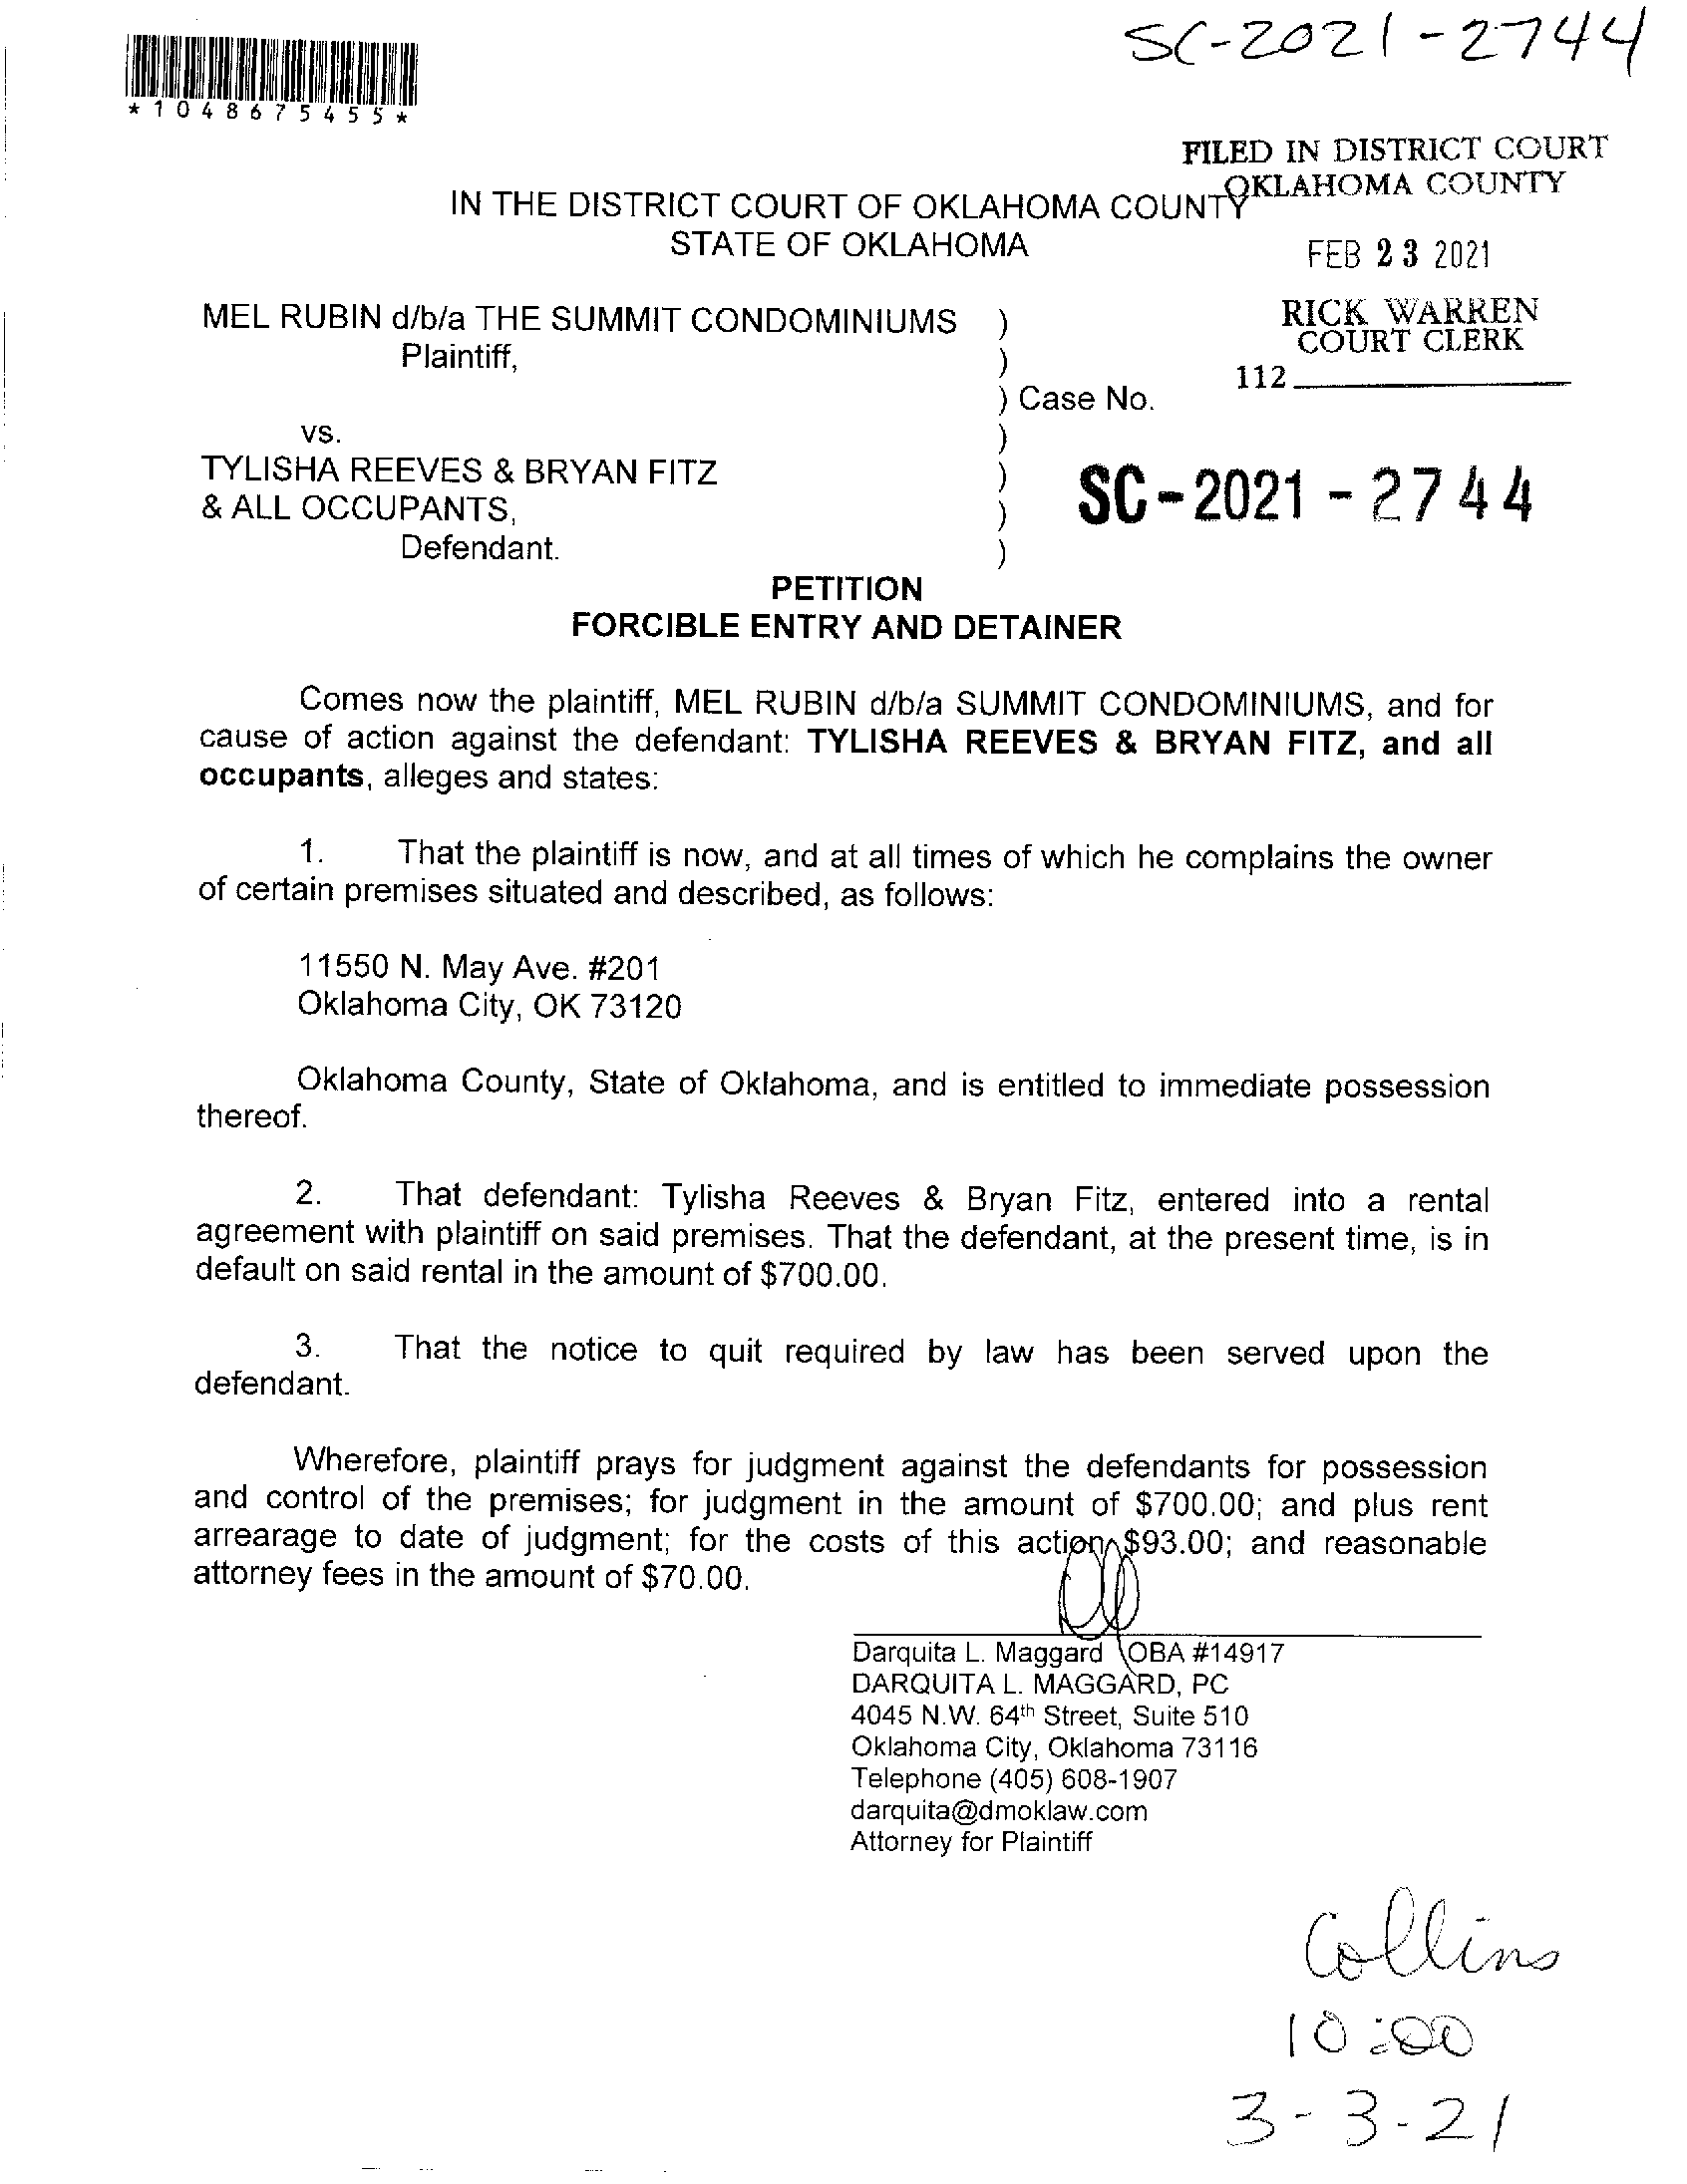 SC-2021-2744
*1048675455*
FILED IN DISTRICT COURT
OKLAHOMA COUNTY
IN THE DISTRICT COURT OF OKLAHOMA COUNTY
STATE OF OKLAHOMA
FEB 23 2021
MEL RUBIN d/b/a THE SUMMIT CONDOMINIUMS )
RICK WARREN
COURT CLERK
Plaintiff, )
112
) Case No.
vs. )
TYLISHA REEVES & BRYAN FITZ )
SC-2021-2744
& ALL OCCUPANTS, )
Defendant. )
PETITION
FORCIBLE ENTRY AND DETAINER
Comes now the plaintiff, MEL RUBIN d/b/a SUMMIT CONDOMINIUMS, and for
cause of action against the defendant: TYLISHA REEVES & BRYAN FITZ, and all
occupants, alleges and states:
1. That the plaintiff is now, and at all times of which he complains the owner
of certain premises situated and described, as follows:
11550 N. May Ave. #201
Oklahoma City, OK 73120
Oklahoma County, State of Oklahoma, and is entitled to immediate possession
thereof.
2. That defendant: Tylisha Reeves & Bryan Fitz, entered into a rental
agreement with plaintiff on said premises. That the defendant, at the present time, is in
default on said rental in the amount of $700.00.
3. That the notice to quit required by law has been served upon the
defendant.
Wherefore, plaintiff prays for judgment against the defendants for possession
and control of the premises; for judgment in the amount of $700.00; and plus rent
arrearage to date of judgment; for the costs of this action $93.00; and reasonable
attorney fees in the amount of $70.00.
Darquita L. Maggard OBA #14917
DARQUITA L. MAGGARD, PC
4045 N.W. 64th Street, Suite 510
Oklahoma City, Oklahoma 73116
Telephone (405) 608-1907
darquita@dmoklaw.com
Attorney for Plaintiff
Collins
10:00
3-3-21